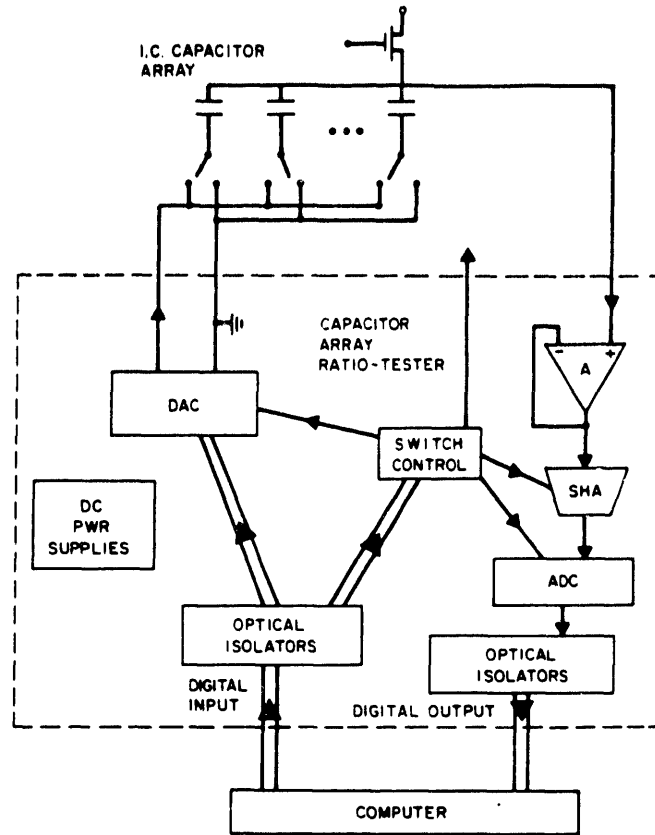 I.C. CAPACITOR
ARRAY
CAPACITOR
ARRAY
RATIO-TESTER
-
+
A
DAC
SWITCH
CONTROL
SHA
DC
PWR
SUPPLIES
ADC
OPTICAL
ISOLATORS
OPTICAL
ISOLATORS
DIGITAL
INPUT
DIGITAL OUTPUT
COMPUTER